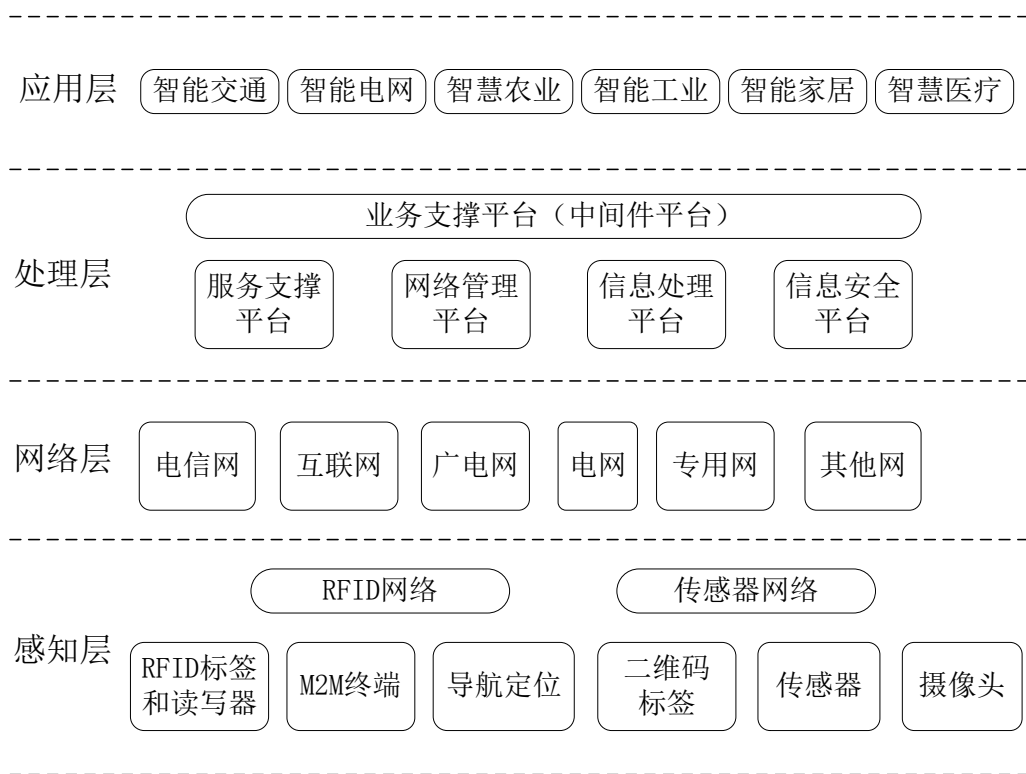 应用层 智能交通 智能电网 智慧农业 智能工业 智能家居 智慧医疗
业务支撑平台（中间件平台）
处理层
服务支撑 网络管理 信息处理 信息安全
平台 平台 平台 平台
网络层 电信网 互联网 广电网 电网 专用网 其他网
RFID网络 传感器网络
感知层
RFID标签 M2M终端 导航定位 二维码 传感器 摄像头
和读写器 标签